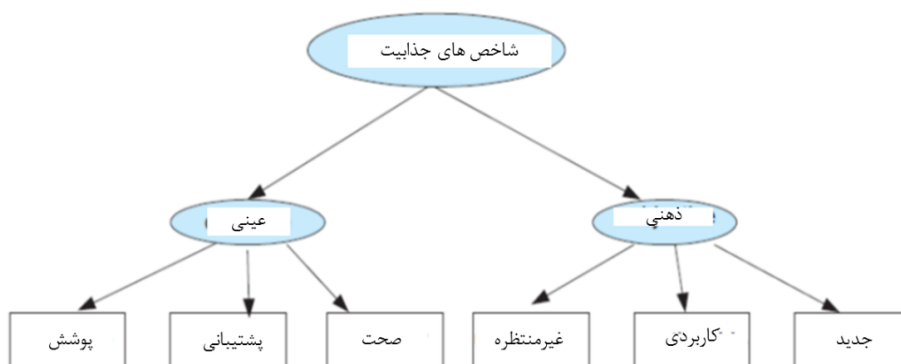 شاخص های جذابیت
ذهني
عینی
جدید
کاربردی
غیرمنتظره
صحت
پشتیبانی
پوشش